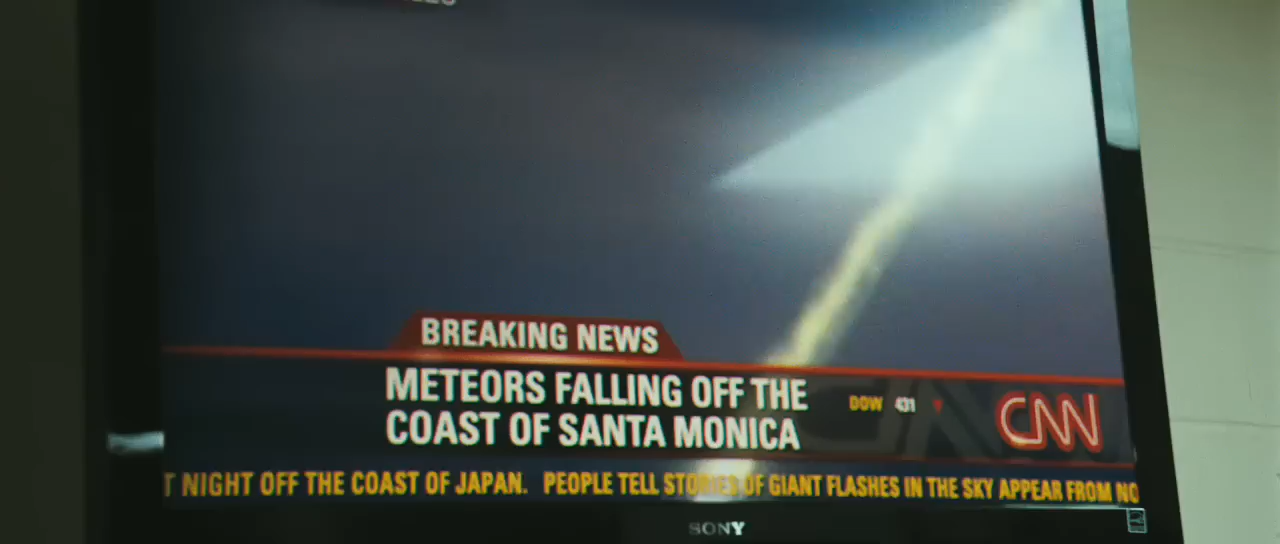 BREAKING NEWS
METEORS FALLING OFF THE
COAST OF SANTA MONICA
DOW 431
CNN
T NIGHT OFF THE COAST OF JAPAN. PEOPLE TELL STORIES OF GIANT FLASHES IN THE SKY APPEAR FROM NO
SONY